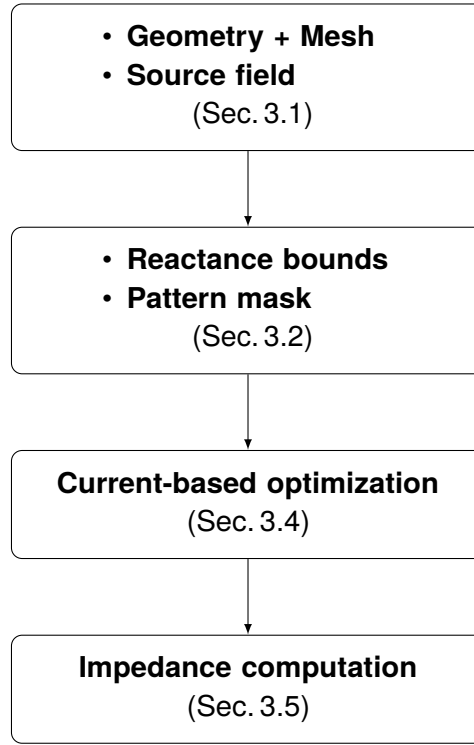 • Geometry + Mesh
• Source field
(Sec. 3.1)
• Reactance bounds
• Pattern mask
(Sec. 3.2)
Current-based optimization
(Sec. 3.4)
Impedance computation
(Sec. 3.5)